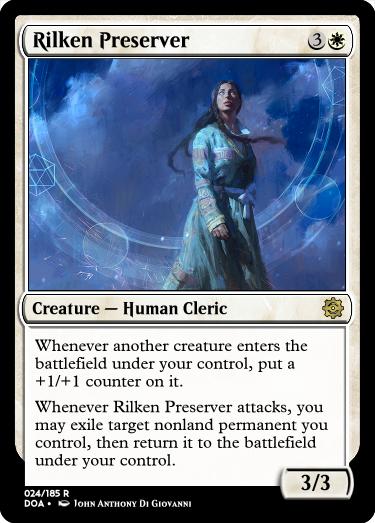 Rilken Preserver 3
Creature — Human Cleric
Whenever another creature enters the
battlefield under your control, put a
+1/+1 counter on it.
Whenever Rilken Preserver attacks, you
may exile target nonland permanent you
control, then return it to the battlefield
under your control.
3/3
024/185 R
DOA • John Anthony Di Giovanni